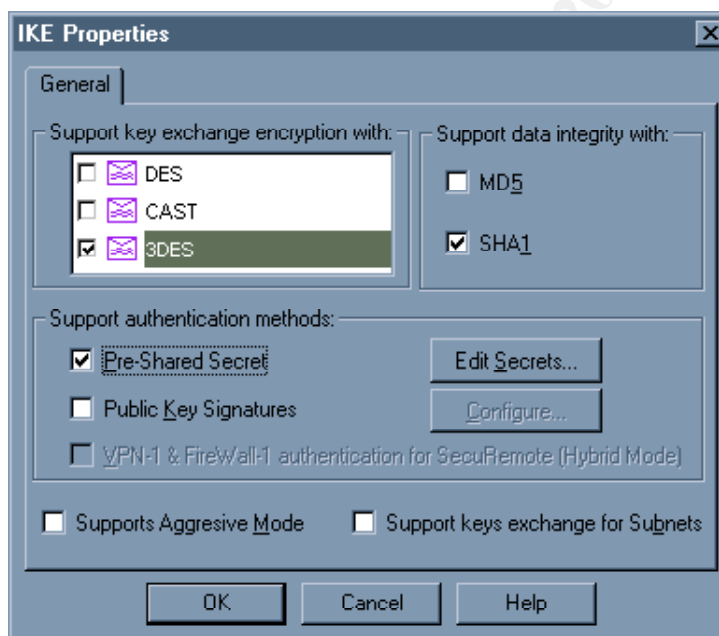 IKE Properties
General
Support key exchange encryption with:
DES
CAST
3DES
Support data integrity with:
MD5
SHA1
Support authentication methods:
Pre-Shared Secret
Edit Secrets...
Public Key Signatures
Configure...
VPN-1 & FireWall-1 authentication for SecuRemote (Hybrid Mode)
Supports Aggresive Mode
Support keys exchange for Subnets
OK
Cancel
Help